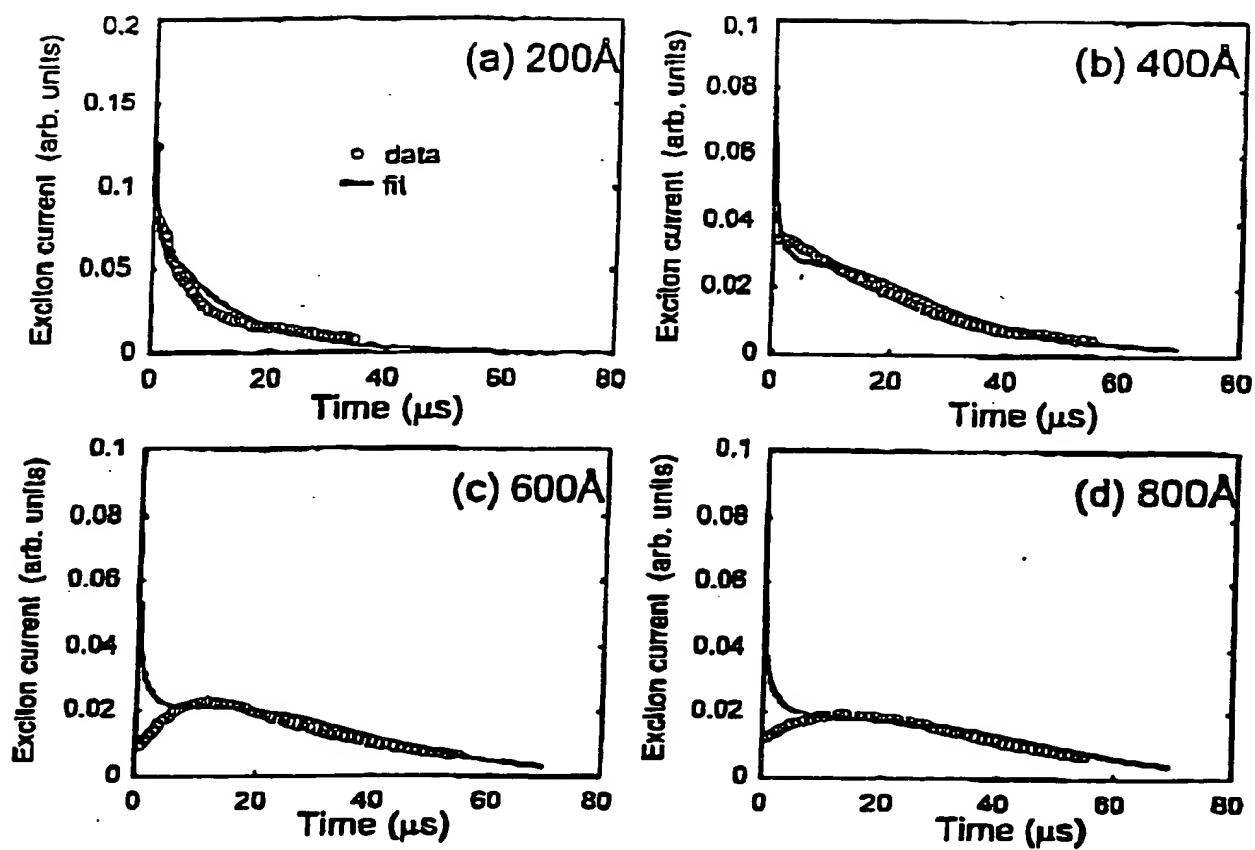 (a) 200Å
Exciton current (arb. units)
0.2
0.15
0.1
0.05
0
data
fit
0 20 40 60 80
Time (μs)
(b) 400Å
Exciton current (arb. units)
0.1
0.08
0.06
0.04
0.02
0
0 20 40 60 80
Time (μs)
(c) 600Å
Exciton current (arb. units)
0.1
0.08
0.06
0.04
0.02
0
0 20 40 60 80
Time (μs)
(d) 800Å
Exciton current (arb. units)
0.1
0.08
0.06
0.04
0.02
0
0 20 40 60 80
Time (μs)